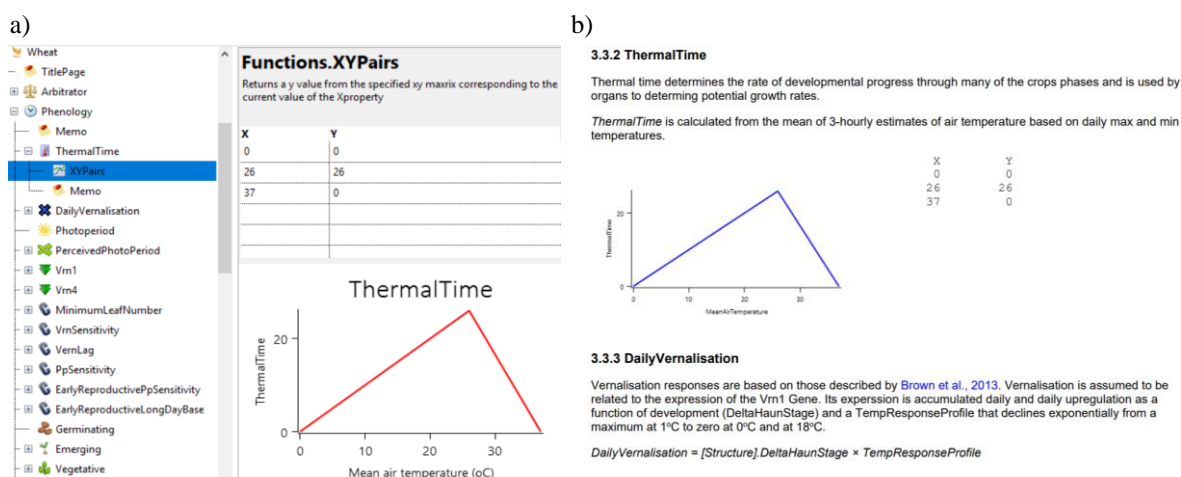 a)
Wheat
TitlePage
Arbitrator
Phenology
Memo
ThermalTime
XYPairs
Memo
DailyVernalisation
Photoperiod
PerceivedPhotoPeriod
Vrn1
Vrn4
MinimumLeafNumber
VrnSensitivity
VernLag
PpSensitivity
EarlyReproductivePpSensitivity
EarlyReproductiveLongDayBase
Germinating
Emerging
Vegetative
Functions.XYPairs
Returns a y value from the specified xy maxrix corresponding to the
current value of the Xproperty
X Y
0 0
26 26
37 0
ThermalTime
ThermalTime
20
0
0 10 20 30
Mean air temperature (oC)
b)
3.3.2 ThermalTime
Thermal time determines the rate of developmental progress through many of the crops phases and is used by
organs to determing potential growth rates.
ThermalTime is calculated from the mean of 3-hourly estimates of air temperature based on daily max and min
temperatures.
X Y
0 0
26 26
37 0
ThermalTime
20
0
0 10 20 30
MeanAirTemperature
3.3.3 DailyVernalisation
Vernalisation responses are based on those described by Brown et al., 2013. Vernalisation is assumed to be
related to the expression of the Vrn1 Gene. Its experssion is accumulated daily and daily upregulation as a
function of development (DeltaHaunStage) and a TempResponseProfile that declines exponentially from a
maximum at 1°C to zero at 0°C and at 18°C.
DailyVernalisation = [Structure].DeltaHaunStage × TempResponseProfile